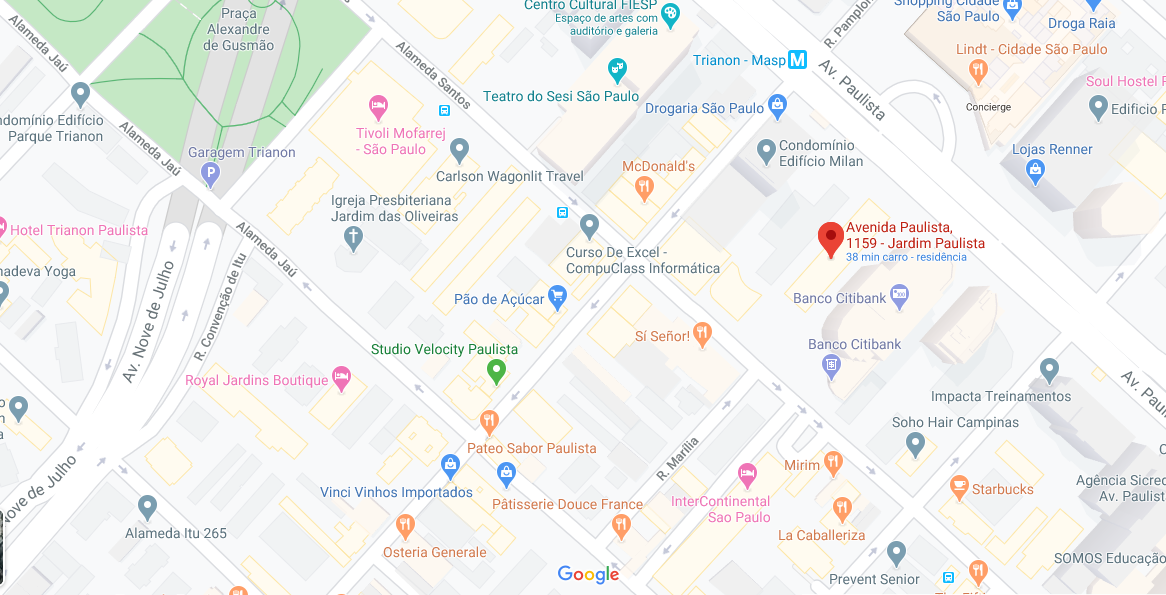 Centro Cultural FIESP
Espaço de artes com
auditório e galeria
Shopping Cidade
São Paulo
Droga Raia
Praça
Alexandre
de Gusmão
Alameda Jaú
Alameda Santos
R. Pamplon
Lindt - Cidade São Paulo
Trianon - Masp
M
Av. Paulista
Teatro do Sesi São Paulo
Soul Hostel P
Concierge
Drogaria São Paulo
Edifício P
ndomínio Edifício
Parque Trianon
Tivoli Mofarrej
- São Paulo
Alameda Jaú
Garagem Trianon
P
Condomínio
Edifício Milan
Lojas Renner
McDonald's
Carlson Wagonlit Travel
Igreja Presbiteriana
Jardim das Oliveiras
Hotel Trianon Paulista
Alameda Jaú
Avenida Paulista,
1159 - Jardim Paulista
38 min carro - residência
Curso De Excel -
CompuClass Informática
nadeva Yoga
Av. Nove de Julho
R. Convenção de Itu
Pão de Açúcar
Banco Citibank
Sí Señor!
Banco Citibank
Studio Velocity Paulista
Royal Jardins Boutique
Av. Pau
Impacta Treinamentos
Soho Hair Campinas
o
n
a
Pateo Sabor Paulista
R. Marília
Mirim
Nove de Julho
Vinci Vinhos Importados
Pâtisserie Douce France
InterContinental
Sao Paulo
Starbucks
Agência Sicred
Av. Paulist
Alameda Itu 265
La Caballeriza
Osteria Generale
Google
Prevent Senior
SOMOS Educação